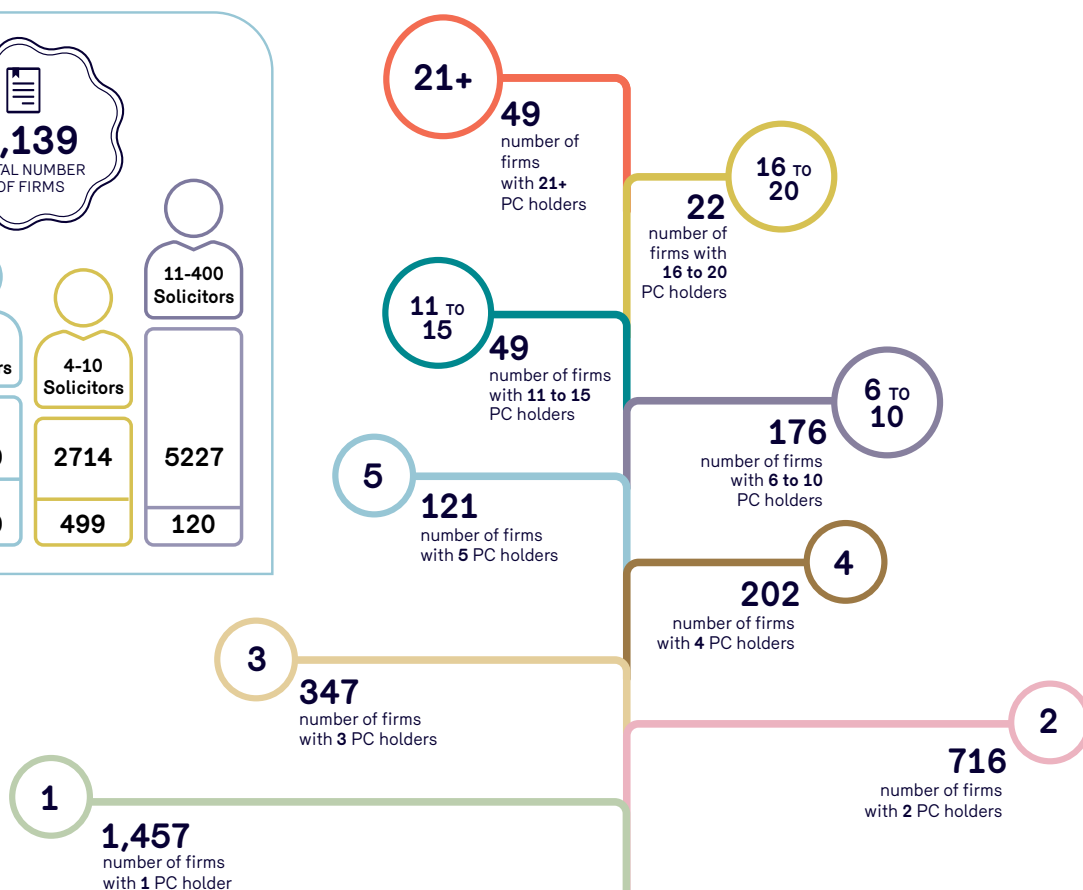 ,139
OF FIRMS
11-400
Solicitors
4-10
Solicitors
2714
5227
499
120
21+
49
number of
firms
with 21+
PC holders
16 TO
20
22
number of
firms with
16 to 20
PC holders
11 TO
15
49
number of firms
with 11 to 15
PC holders
6 TO
10
176
number of firms
with 6 to 10
PC holders
5
121
number of firms
with 5 PC holders
4
202
number of firms
with 4 PC holders
3
347
number of firms
with 3 PC holders
2
716
number of firms
with 2 PC holders
1
1,457
number of firms
with 1 PC holder